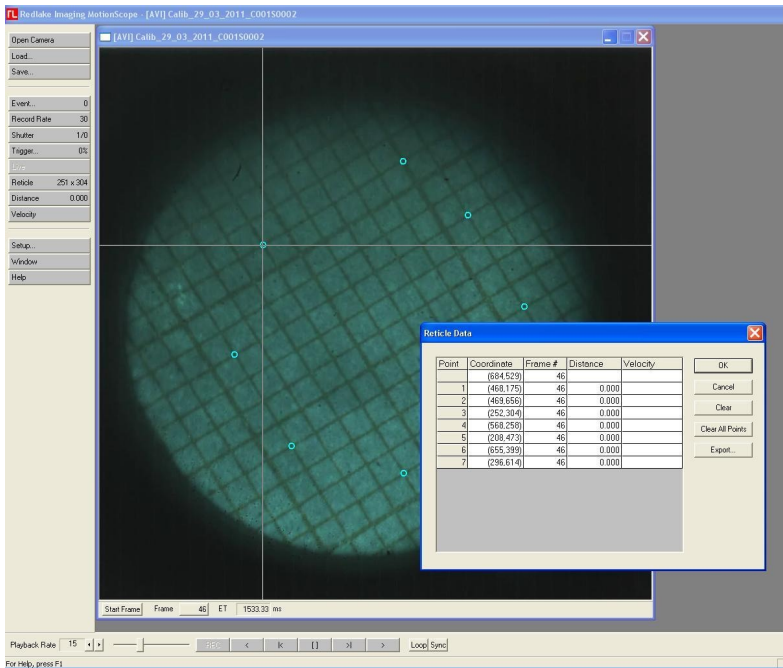 Redlake Imaging MotionScope - [AVI] Calib_29_03_2011_C001S0002
[AVI] Calib_29_03_2011_C001S0002
Open Camera
Load...
Save...
Event... 0
Record Rate 30
Shutter 1/0
Trigger... 0%
Live
Reticle 251 x 304
Distance 0.000
Velocity
Setup...
Window
Help
Reticle Data
Point Coordinate Frame # Distance Velocity
(684,529) 46
1 (468,175) 46 0.000
2 (469,656) 46 0.000
3 (252,304) 46 0.000
4 (568,258) 46 0.000
5 (208,473) 46 0.000
6 (655,399) 46 0.000
7 (296,614) 46 0.000
OK
Cancel
Clear
Clear All Points
Export...
Start Frame Frame 46 ET 1533.33 ms
Playback Rate 15 REC < |< [ ] >| > Loop Sync
For Help, press F1